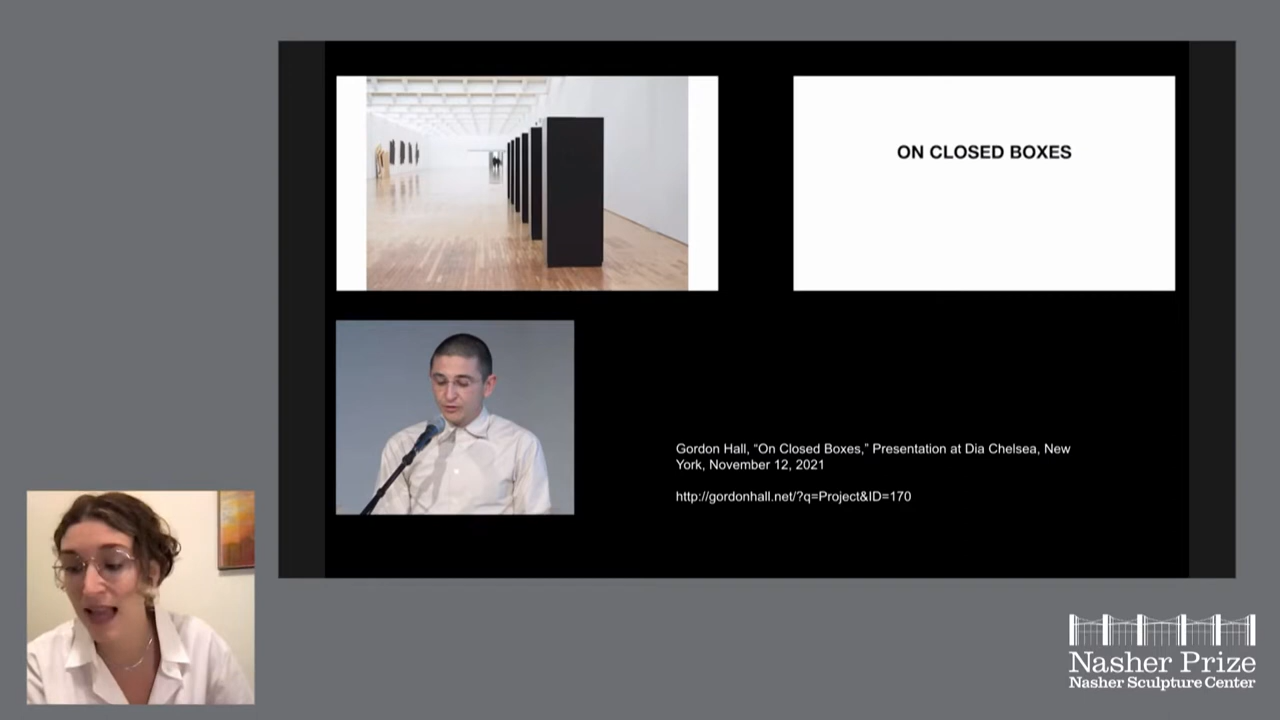 ON CLOSED BOXES
Gordon Hall, “On Closed Boxes,” Presentation at Dia Chelsea, New
York, November 12, 2021
http://gordonhall.net/?q=Project&ID=170
Nasher Prize
Nasher Sculpture Center